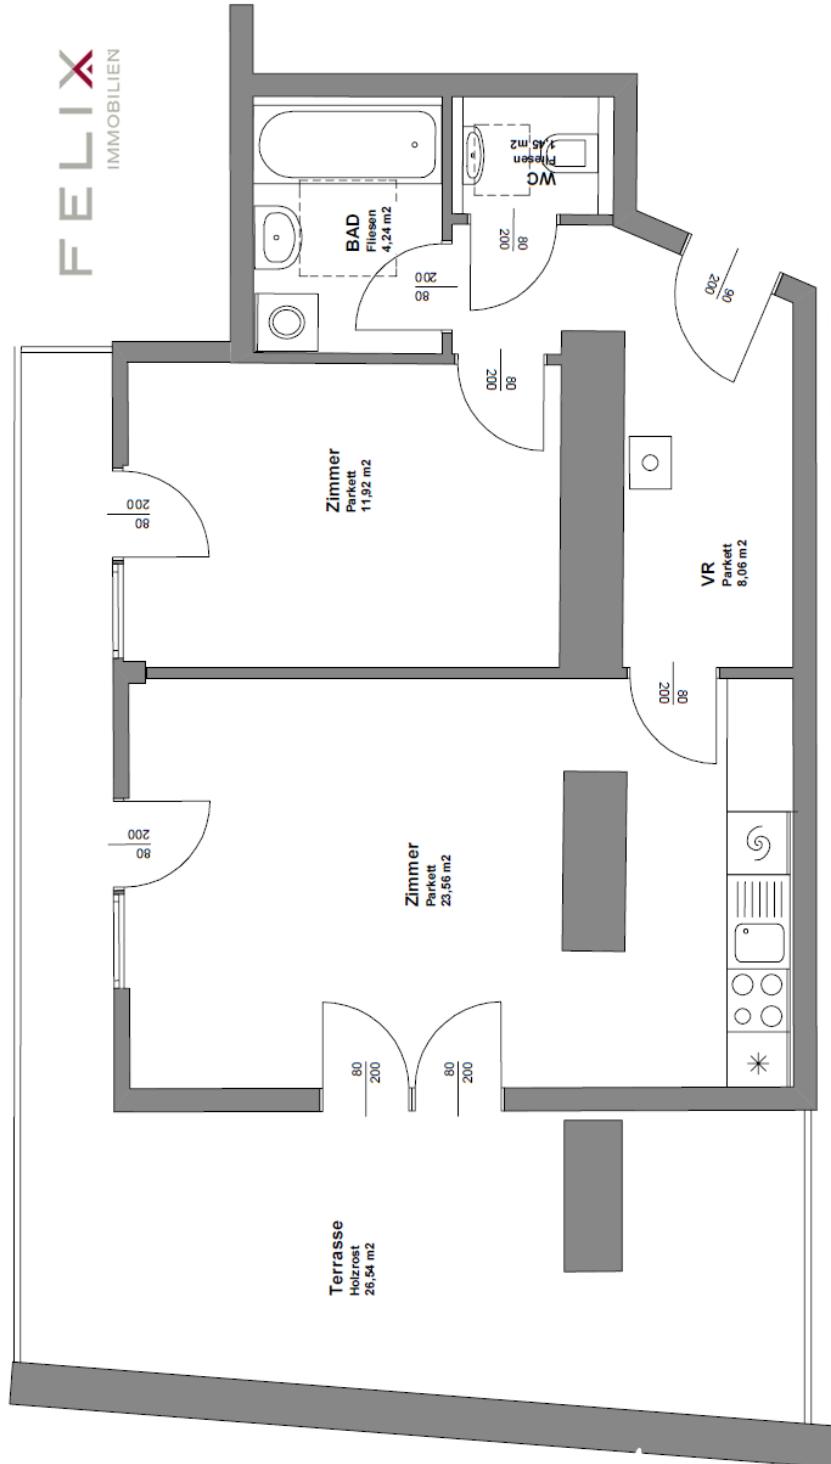 FELIX
IMMOBILIEN
BAD
Fliesen
4,24 m2
WC
Fliesen
1,45 m2
80
200
80
200
90
200
80
200
Zimmer
Parkett
11,92 m2
80
200
VR
Parkett
8,06 m2
80
200
Zimmer
Parkett
23,56 m2
80
200
80
200
80
200
Terrasse
Holzrost
26,54 m2